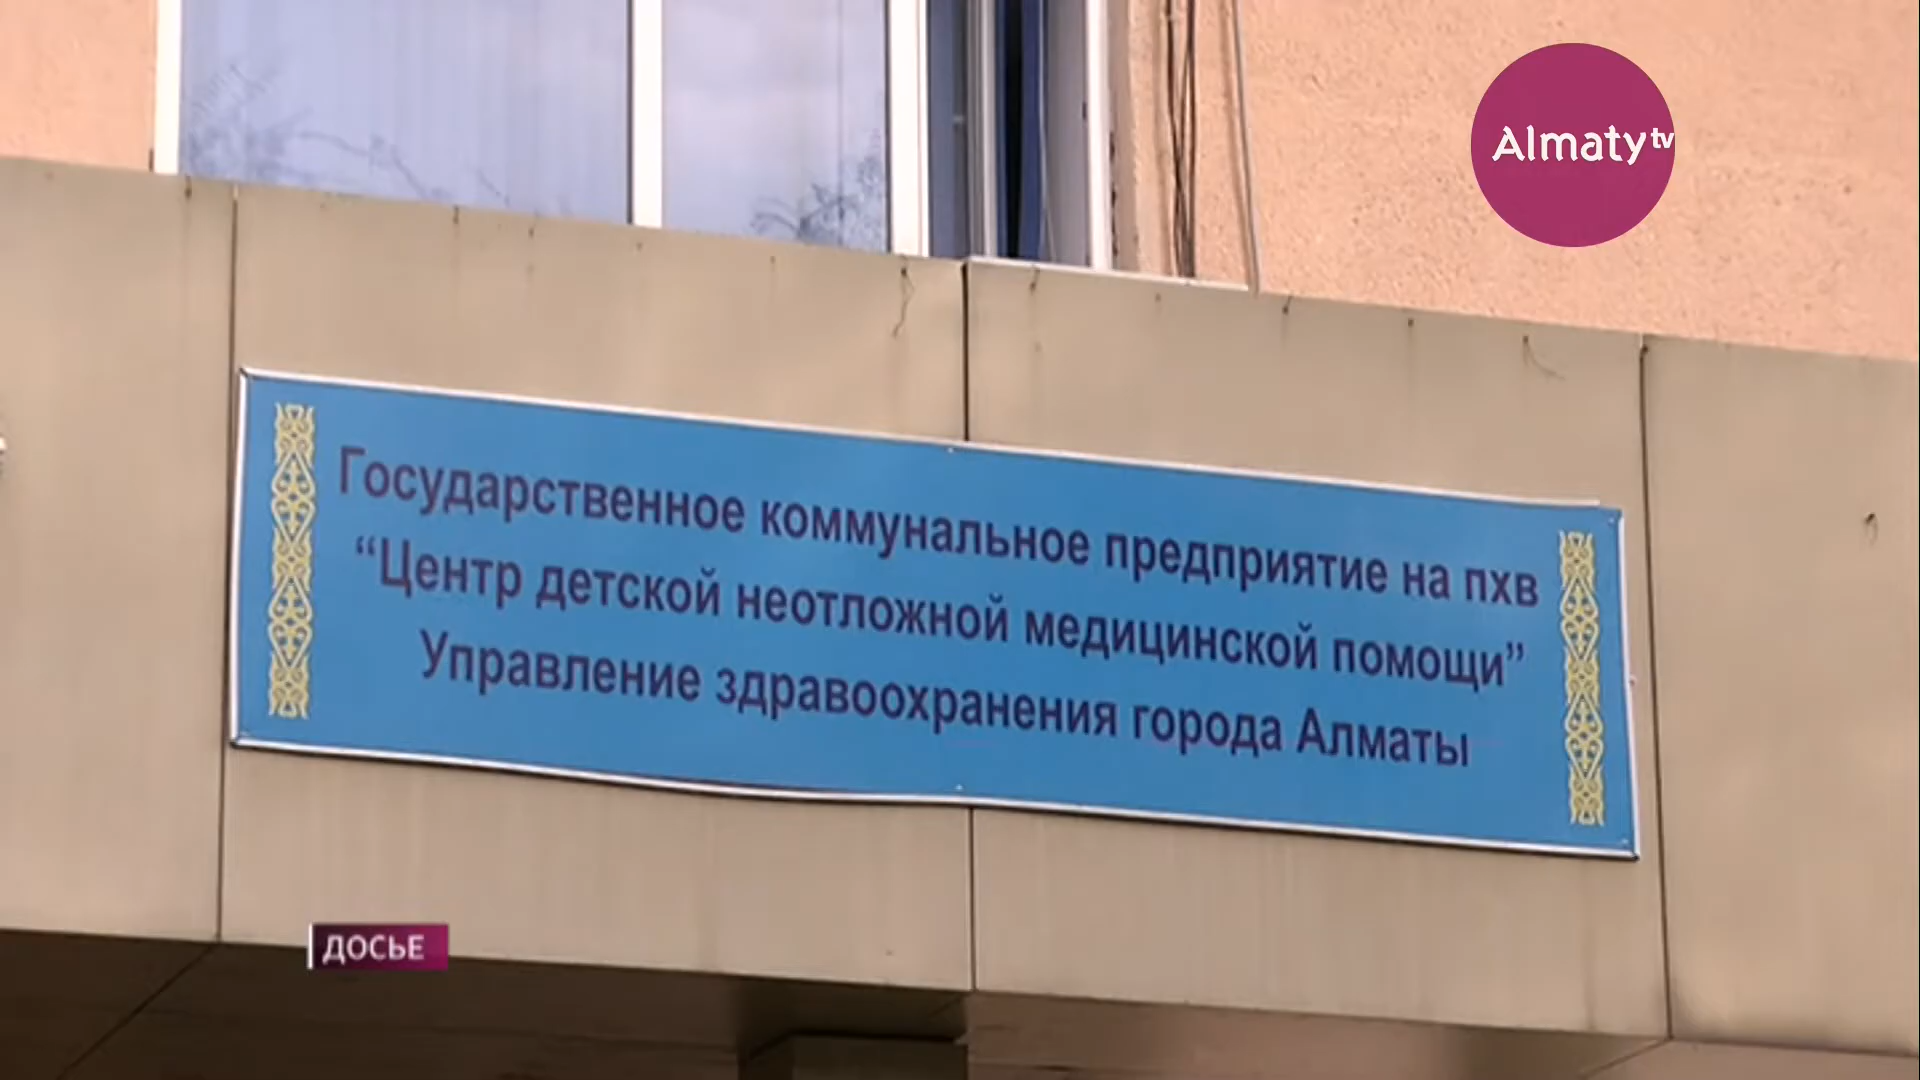 Almaty tv
Государственное коммунальное предприятие на пхв
“Центр детской неотложной медицинской помощи”
Управление здравоохранения города Алматы
ДОСЬЕ